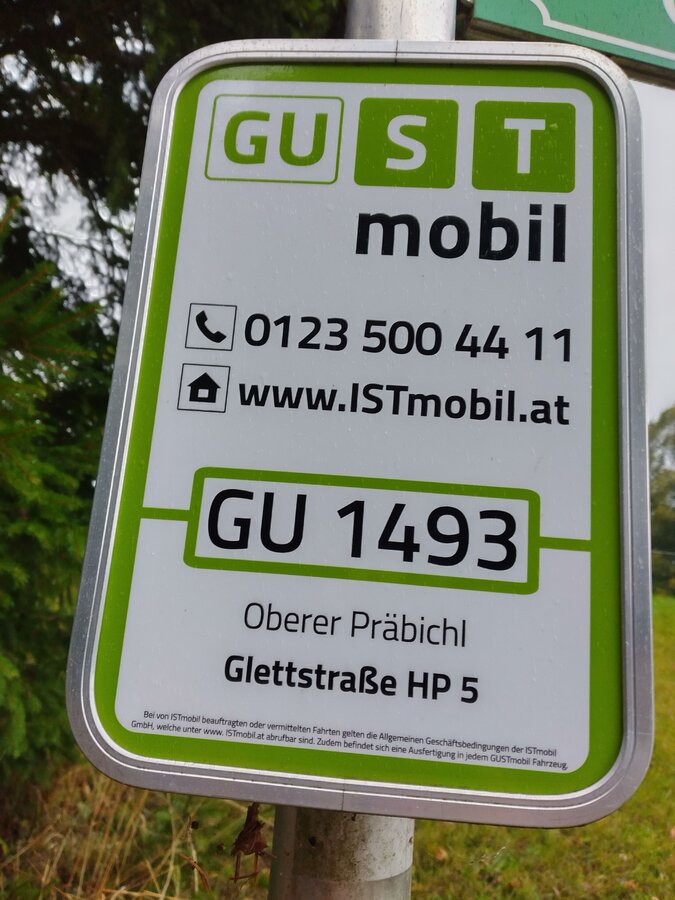 GUST
mobil
0123 500 44 11
www.ISTmobil.at
GU 1493
Oberer Präbichl
Glettstraße HP 5
Bei von ISTmobil beauftragten oder vermittelten Fahrten gelten die Allgemeinen Geschäftsbedingungen der ISTmobil
GmbH, welche unter www. ISTmobil.at abrufbar sind. Zudem befindet sich eine Ausfertigung in jedem GUSTmobil Fahrzeug.